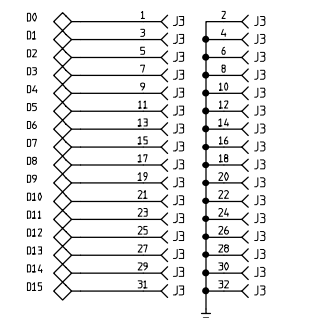 D0 1 J3 2 J3
D1 3 J3 4 J3
D2 5 J3 6 J3
D3 7 J3 8 J3
D4 9 J3 10 J3
D5 11 J3 12 J3
D6 13 J3 14 J3
D7 15 J3 16 J3
D8 17 J3 18 J3
D9 19 J3 20 J3
D10 21 J3 22 J3
D11 23 J3 24 J3
D12 25 J3 26 J3
D13 27 J3 28 J3
D14 29 J3 30 J3
D15 31 J3 32 J3